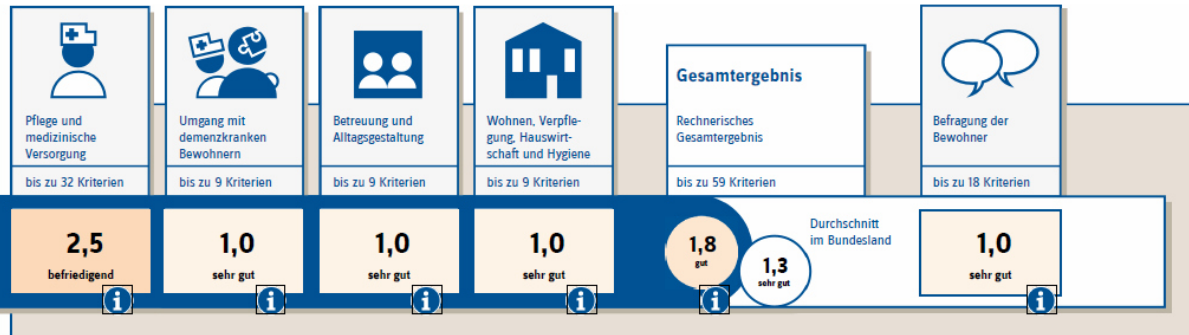 Pflege und
medizinische
Versorgung
bis zu 32 Kriterien
2,5
befriedigend
Umgang mit
demenzkranken
Bewohnern
bis zu 9 Kriterien
1,0
sehr gut
Betreuung und
Alltagsgestaltung
bis zu 9 Kriterien
1,0
sehr gut
Wohnen, Verpfle-
gung, Hauswirt-
schaft und Hygiene
bis zu 9 Kriterien
1,0
sehr gut
Gesamtergebnis
Rechnerisches
Gesamtergebnis
bis zu 59 Kriterien
1,8
gut
1,3
sehr gut
Durchschnitt
im Bundesland
Befragung der
Bewohner
bis zu 18 Kriterien
1,0
sehr gut